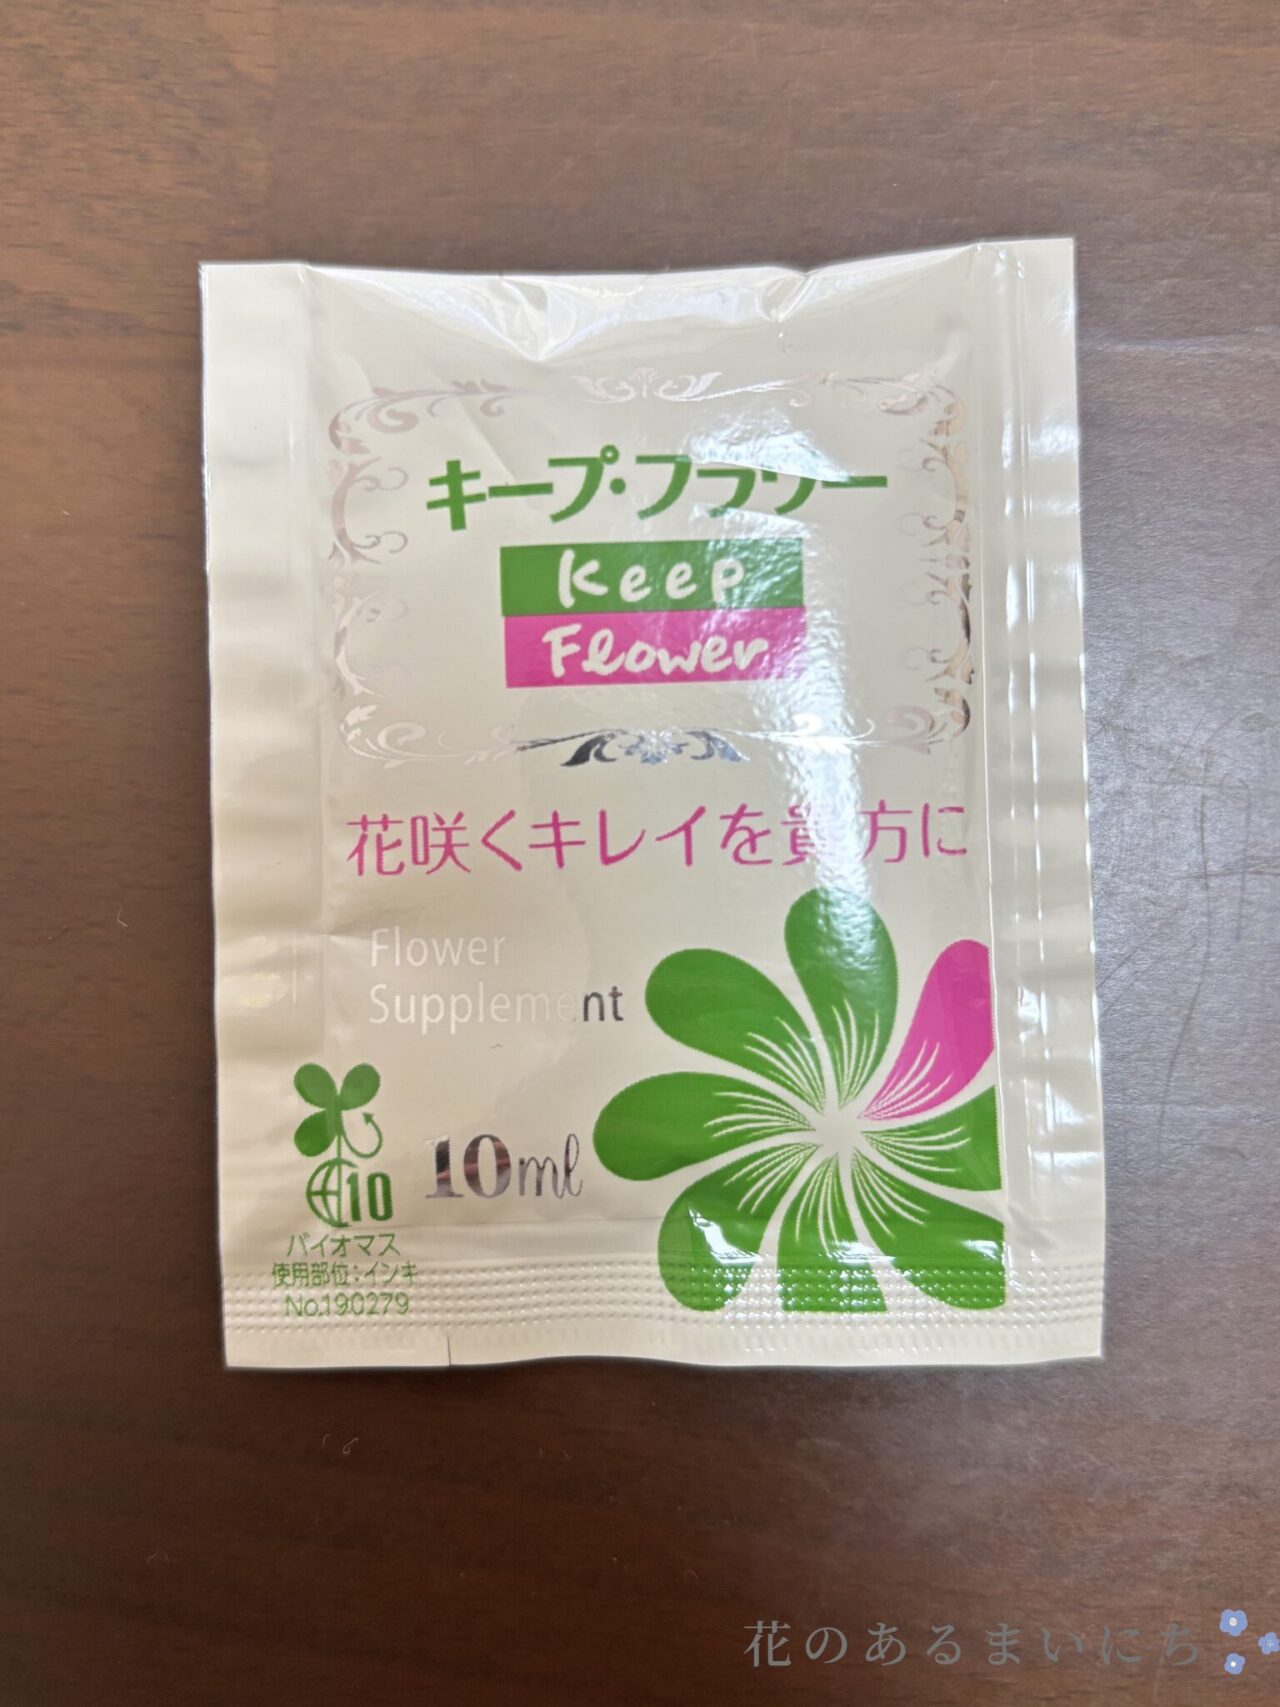 キープ・フラワー
Keep
Flower
花咲くキレイを貴方に
Flower
Supplement
10ml
10
バイオマス
使用部位:インキ
No.190279
花のあるまいにち